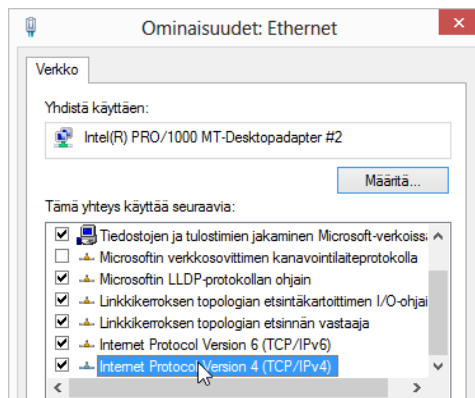 Ominaisuudet: Ethernet
Verkko
Yhdistä käyttäen:
Intel(R) PRO/1000 MT-Desktopadapter #2
Määritä...
Tämä yhteys käyttää seuraavia:
Tiedostojen ja tulostimien jakaminen Microsoft-verkoiss
Microsoftin verkkosovittimen kanavointilaiteprotokolla
Microsoftin LLDP-protokollan ohjain
Linkkikerroksen topologian etsintäkartoittimen I/O-ohjai
Linkkikerroksen topologian etsinnän vastaaja
Internet Protocol Version 6 (TCP/IPv6)
Internet Protocol Version 4 (TCP/IPv4)